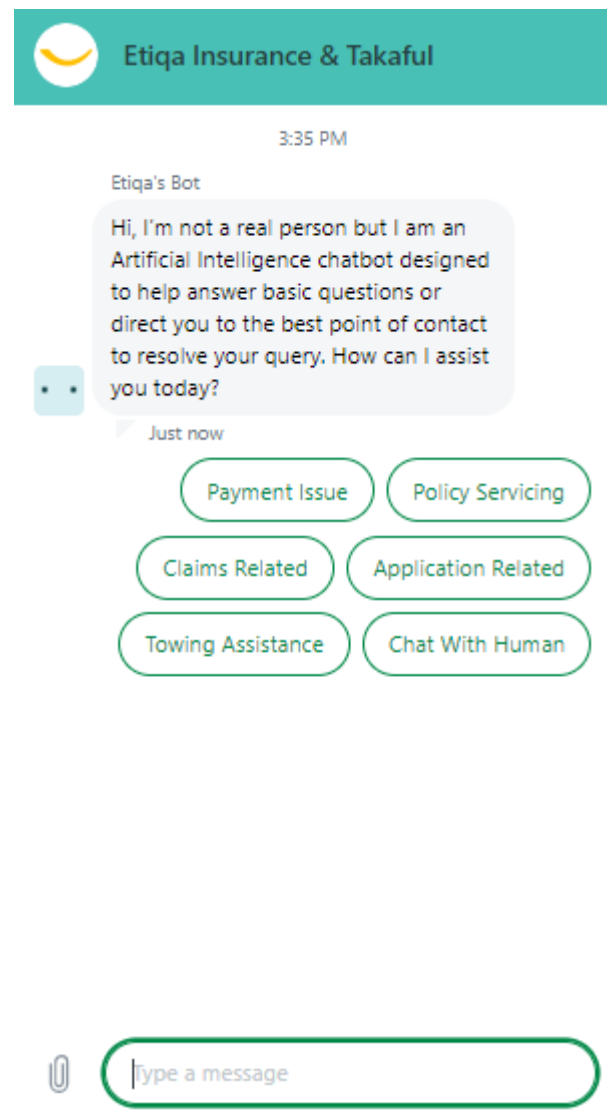 Etiqa Insurance & Takaful
3:35 PM
Etiqa's Bot
Hi, I'm not a real person but I am an
Artificial Intelligence chatbot designed
to help answer basic questions or
direct you to the best point of contact
to resolve your query. How can I assist
you today?
Just now
Payment Issue Policy Servicing
Claims Related Application Related
Towing Assistance Chat With Human
Type a message